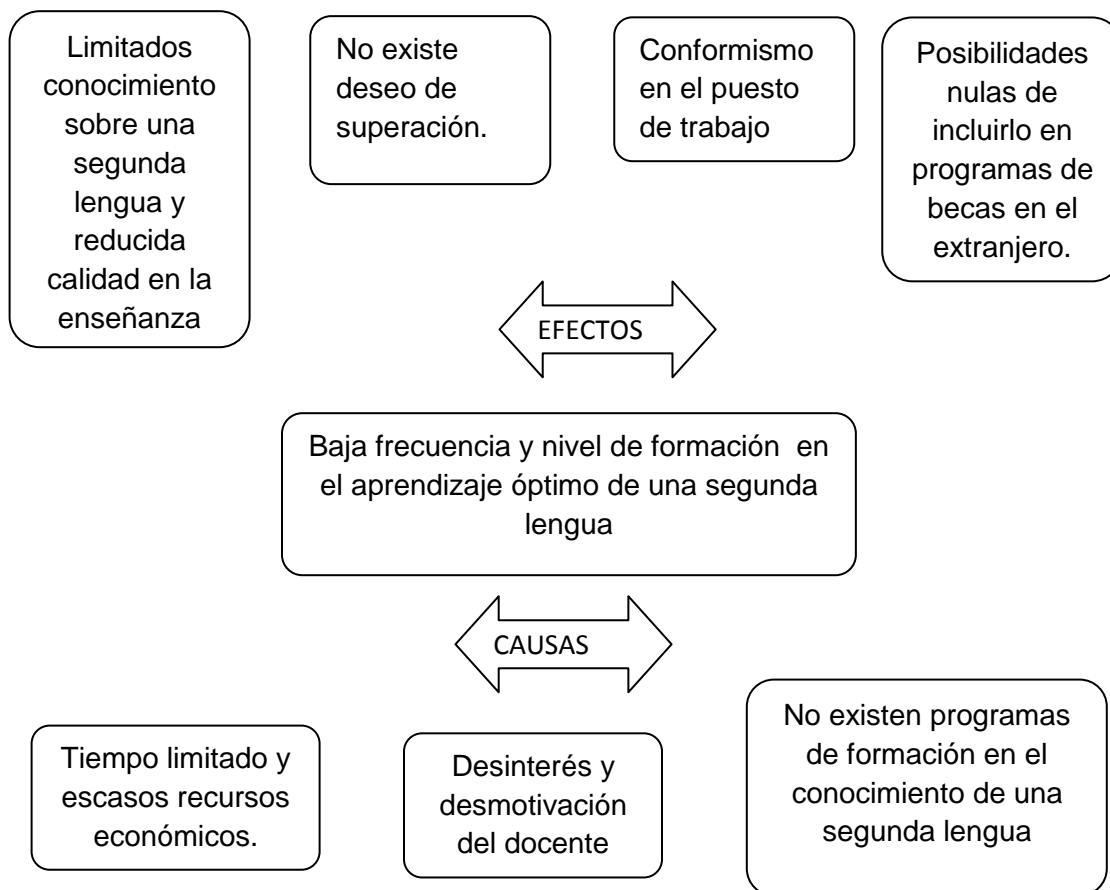 Limitados
conocimiento
sobre una
segunda
lengua y
reducida
calidad en la
enseñanza
No existe
deseo de
superación.
Conformismo
en el puesto
de trabajo
Posibilidades
nulas de
incluirlo en
programas de
becas en el
extranjero.
EFECTOS
Baja frecuencia y nivel de formación  en
el aprendizaje óptimo de una segunda
lengua
CAUSAS
Tiempo limitado y
escasos recursos
económicos.
Desinterés y
desmotivación
del docente
No existen programas
de formación en el
conocimiento de una
segunda lengua